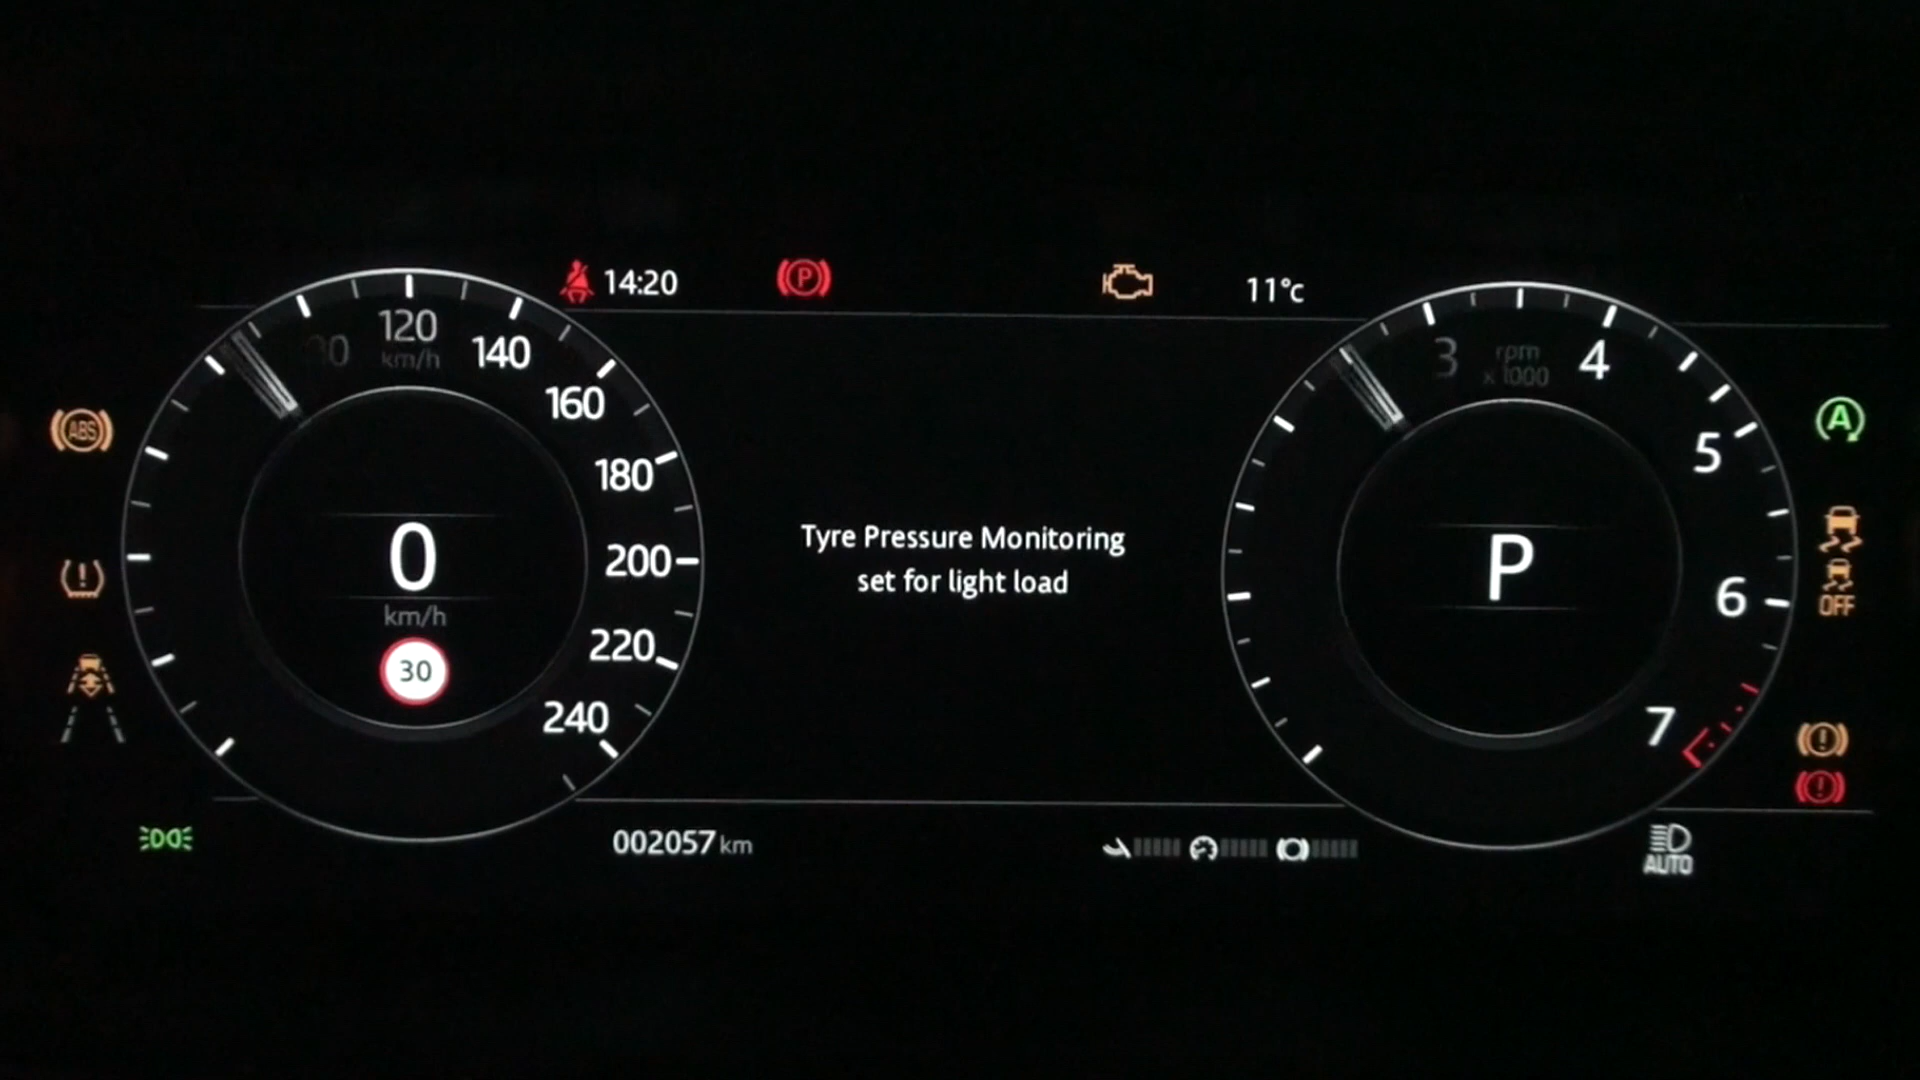 14:20
P
11°c
120
km/h
140
160
180
200
220
240
0
km/h
30
ABS
!
Tyre Pressure Monitoring
set for light load
3
rpm
x 1000
4
5
6
7
P
A
OFF
!
!
002057 km
AUTO